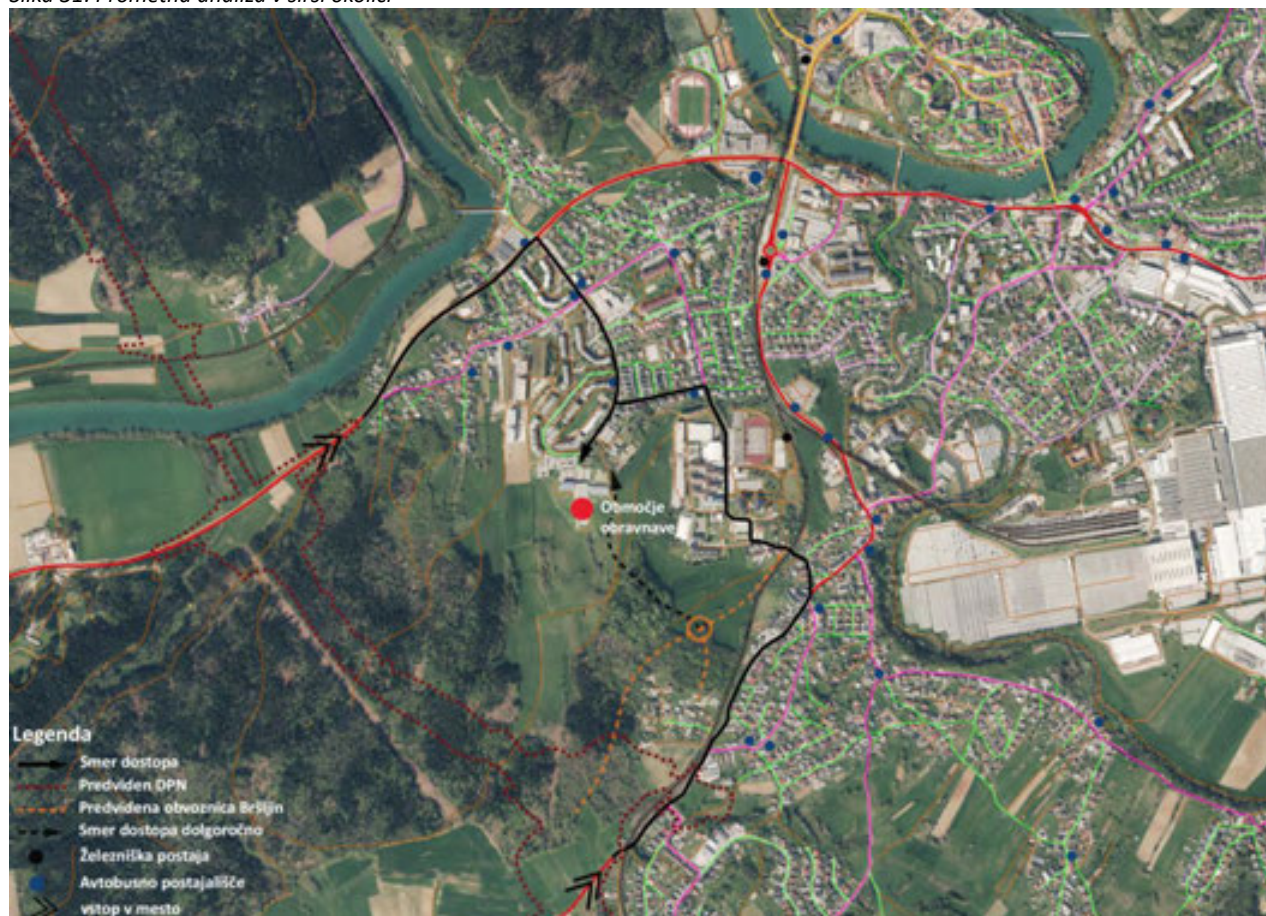 Slika 31: Prometna analiza v širši okolici
Območje
obravnave
Legenda
Smer dostopa
Predviden DPN
Predvidena obvoznica Bršljin
Smer dostopa dolgoročno
Železniška postaja
Avtobusno postajališče
vstop v mesto